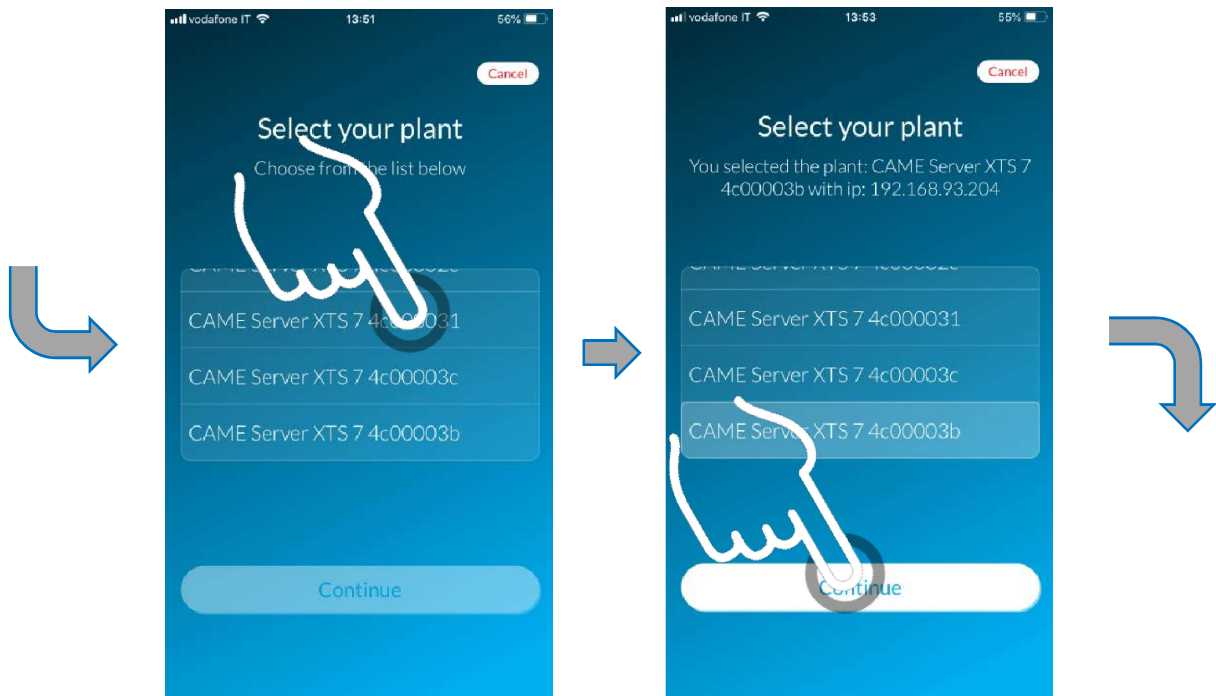 vodafone IT 13:51 56%
Cancel
Select your plant
Choose from the list below
CAME Server XTS 7 4c000031
CAME Server XTS 7 4c00003c
CAME Server XTS 7 4c00003b
Continue
vodafone IT 13:53 55%
Cancel
Select your plant
You selected the plant: CAME Server XTS 7
4c00003b with ip: 192.168.93.204
CAME Server XTS 7 4c000031
CAME Server XTS 7 4c00003c
CAME Server XTS 7 4c00003b
Continue